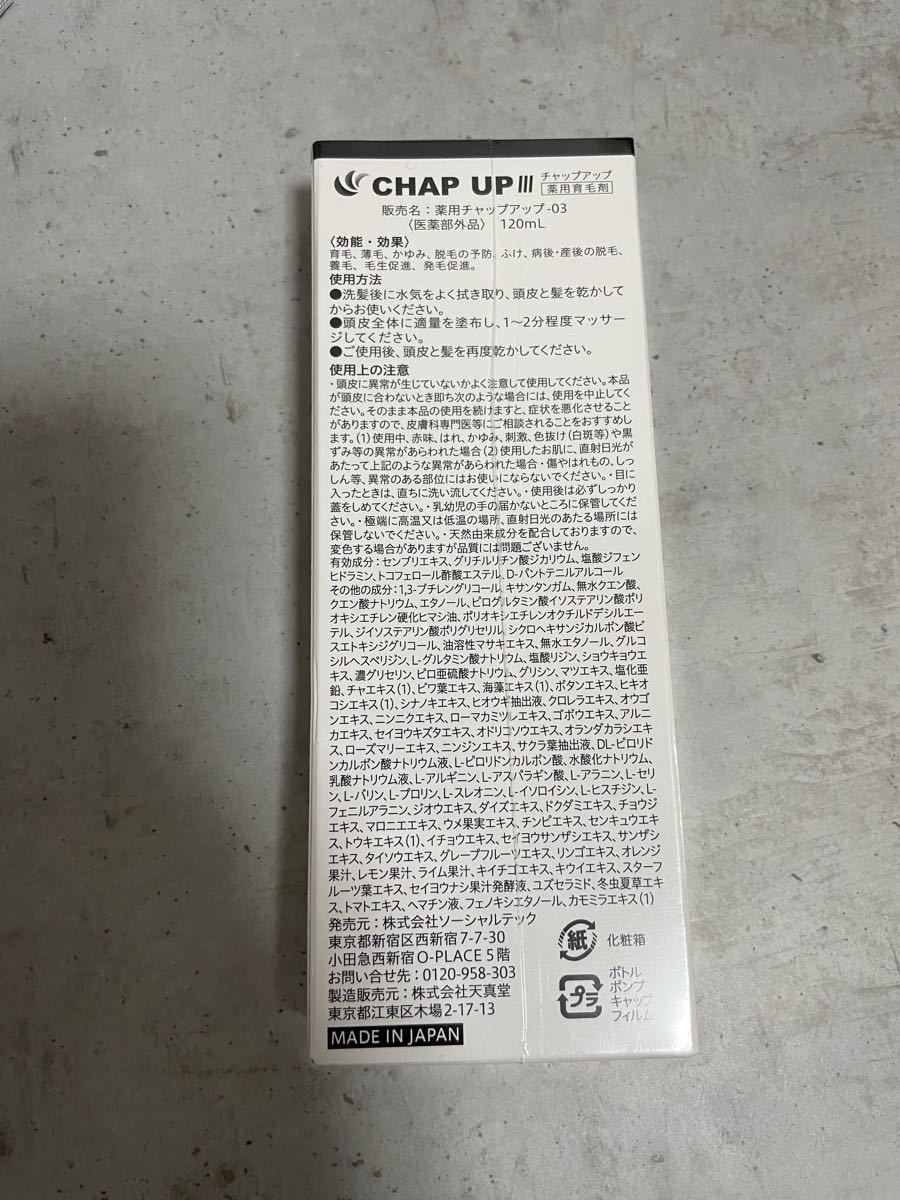 CHAP UP III チャップアップ 薬用育毛剤
販売名:薬用チャップアップ-03
〈医薬部外品〉 120mL
〈効能・効果〉
育毛、薄毛、かゆみ、脱毛の予防、ふけ、病後・産後の脱毛、
養毛、毛生促進、発毛促進。
使用方法
●洗髪後に水気をよく拭き取り、頭皮と髪を乾かして
からお使いください。
●頭皮全体に適量を塗布し、1〜2分程度マッサー
ジしてください。
●ご使用後、頭皮と髪を再度乾かしてください。
使用上の注意
・頭皮に異常が生じていないかよく注意して使用してください。本品
が頭皮に合わないとき即ち次のような場合には、使用を中止してく
ださい。そのまま本品の使用を続けますと、症状を悪化させること
がありますので、皮膚科専門医等にご相談されることをおすすめし
ます。(1)使用中、赤味、はれ、かゆみ、刺激、色抜け(白斑等)や黒
ずみ等の異常があらわれた場合(2)使用したお肌に、直射日光が
あたって上記のような異常があらわれた場合・傷やはれもの、しっ
しん等、異常のある部位にはお使いにならないでください。・目に
入ったときは、直ちに洗い流してください。・使用後は必ずしっかり
蓋をしめてください。・乳幼児の手の届かないところに保管してくだ
さい。・極端に高温又は低温の場所、直射日光のあたる場所には
保管しないでください。・天然由来成分を配合しておりますので、
変色する場合がありますが品質には問題ございません。
有効成分:センブリエキス、グリチルリチン酸ジカリウム、塩酸ジフェン
ヒドラミン、トコフェロール酢酸エステル、D-パントテニルアルコール
その他の成分:1,3-ブチレングリコール、キサンタンガム、無水クエン酸、
クエン酸ナトリウム、エタノール、ピログルタミン酸イソステアリン酸ポリ
オキシエチレン硬化ヒマシ油、ポリオキシエチレンオクチルドデシルエー
テル、ジイソステアリン酸ポリグリセリル、シクロヘキサンジカルボン酸ビ
スエトキシジグリコール、油溶性マサキエキス、無水エタノール、グルコ
シルヘスペリジン、L-グルタミン酸ナトリウム、塩酸リジン、ショウキョウエ
キス、濃グリセリン、ピロ亜硫酸ナトリウム、グリシン、マツエキス、塩化亜
鉛、チャエキス(1)、ビワ葉エキス、海藻エキス(1)、ボタンエキス、ヒキオ
コシエキス(1)、シナノキエキス、ヒオウギ抽出液、クロレラエキス、オウゴ
ンエキス、ニンニクエキス、ローマカミツレエキス、ゴボウエキス、アルニ
カエキス、セイヨウキズタエキス、オドリコソウエキス、オランダカラシエキ
ス、ローズマリーエキス、ニンジンエキス、サクラ葉抽出液、DL-ピロリド
ンカルボン酸ナトリウム液、L-ピロリドンカルボン酸、水酸化ナトリウム、
乳酸ナトリウム液、L-アルギニン、L-アスパラギン酸、L-アラニン、L-セリ
ン、L-バリン、L-プロリン、L-スレオニン、L-イソロイシン、L-ヒスチジン、L-
フェニルアラニン、ジオウエキス、ダイズエキス、ドクダミエキス、チョウジ
エキス、マロニエエキス、ウメ果実エキス、チンピエキス、センキュウエキ
ス、トウキエキス(1)、イチョウエキス、セイヨウサンザシエキス、サンザシ
エキス、タイソウエキス、グレープフルーツエキス、リンゴエキス、オレンジ
果汁、レモン果汁、ライム果汁、キイチゴエキス、キウイエキス、スターフ
ルーツ葉エキス、セイヨウナシ果汁発酵液、ユズセラミド、冬虫夏草エキ
ス、トマトエキス、ヘマチン液、フェノキシエタノール、カモミラエキス(1)
発売元:株式会社ソーシャルテック
東京都新宿区西新宿7-7-30
小田急西新宿O-PLACE 5階
お問い合せ先:0120-958-303
製造販売元:株式会社天真堂
東京都江東区木場2-17-13
MADE IN JAPAN
紙 化粧箱
プラ
ボトル
ポンプ
キャップ
フィルム